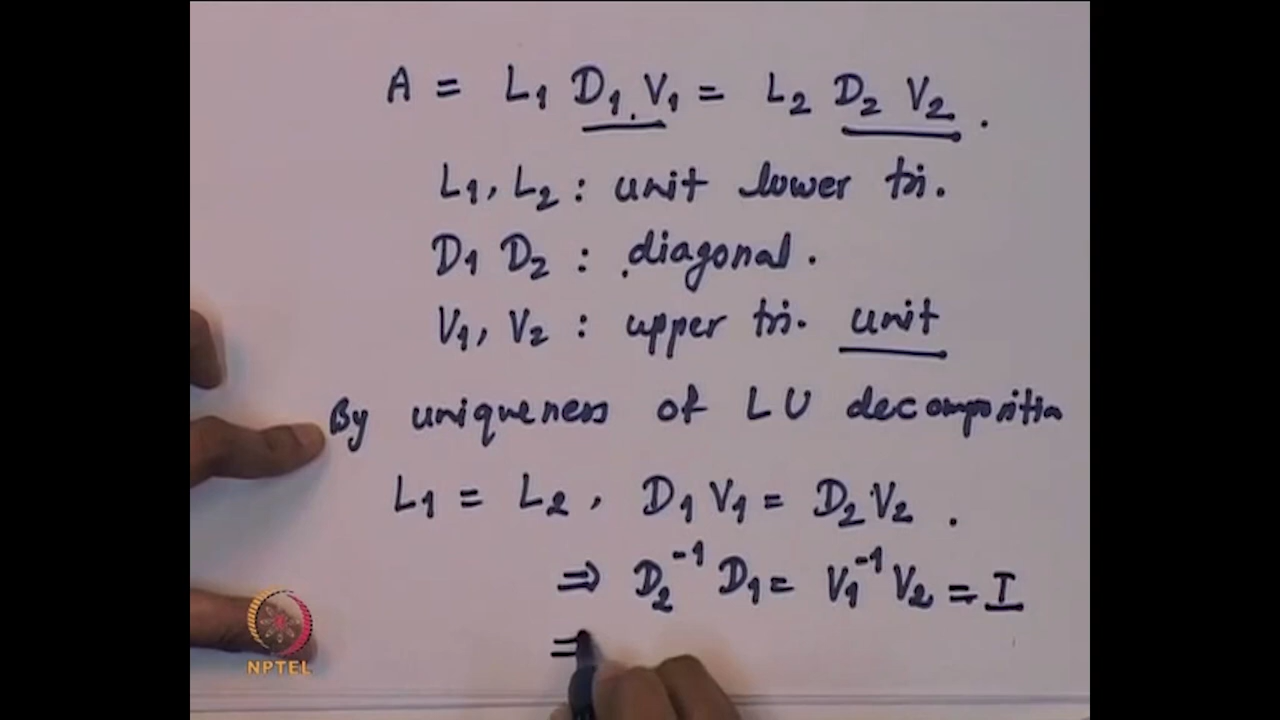 A = L₁ D₁ V₁ = L₂ D₂ V₂ .
L₁, L₂ : unit lower tri.
D₁ D₂ : diagonal .
V₁, V₂ : upper tri. unit
By uniqueness of LU decomposition
L₁ = L₂ , D₁ V₁ = D₂ V₂ .
⇒ D₂⁻¹ D₁ = V₁⁻¹ V₂ = I
=
NPTEL